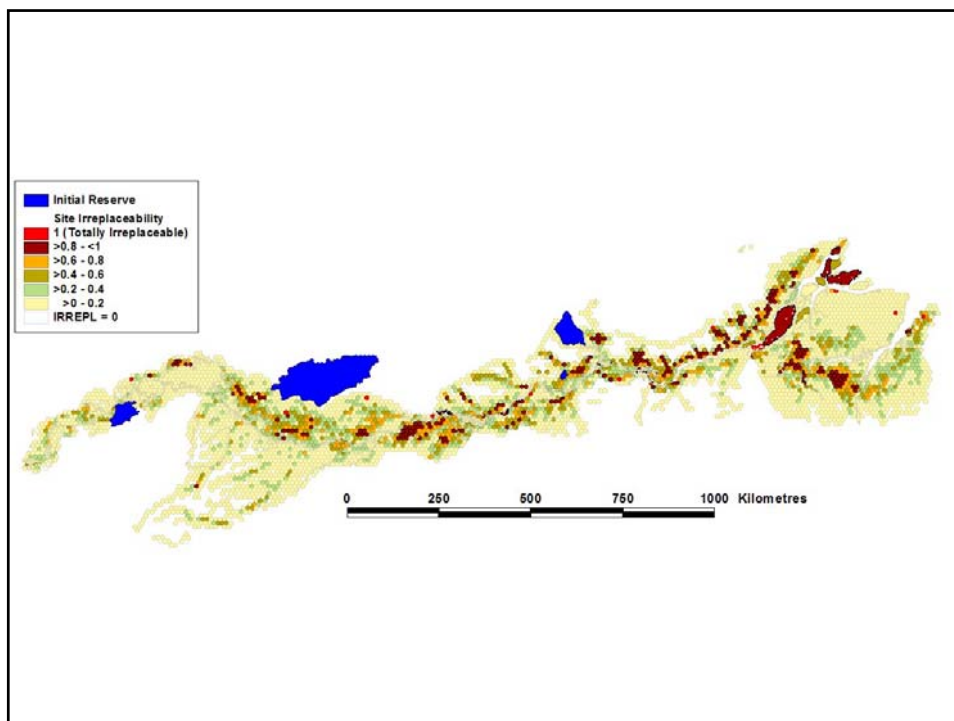 Initial Reserve
Site Irreplaceability
1 (Totally Irreplaceable)
>0.8 - <1
>0.6 - 0.8
>0.4 - 0.6
>0.2 - 0.4
>0 - 0.2
IRREPL = 0
0 250 500 750 1000 Kilometres